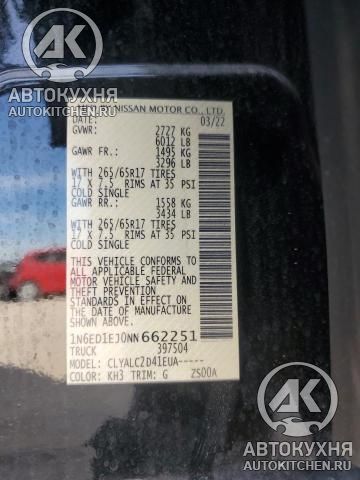 АВТОКУХНЯ
AUTOKITCHEN.RU
NISSAN MOTOR CO., LTD.
DATE: 03/22
GVWR: 2727 KG
6012 LB
GAWR FR.: 1495 KG
3296 LB
WITH 265/65R17 TIRES
17 X 7.5 RIMS AT 35 PSI
COLD SINGLE
GAWR RR.: 1558 KG
3434 LB
WITH 265/65R17 TIRES
17 X 7.5 RIMS AT 35 PSI
COLD SINGLE
THIS VEHICLE CONFORMS TO
ALL APPLICABLE FEDERAL
MOTOR VEHICLE SAFETY
STANDARDS IN EFFECT ON
THE DATE OF MANUFACTURE
SHOWN ABOVE.
1N6ED1EJ0NN 662251
TRUCK 397504
MODEL: CLYALC2D41EUA-----
COLOR: KH3 TRIM: G ZS00A
АВТОКУХНЯ
AUTOKITCHEN.RU